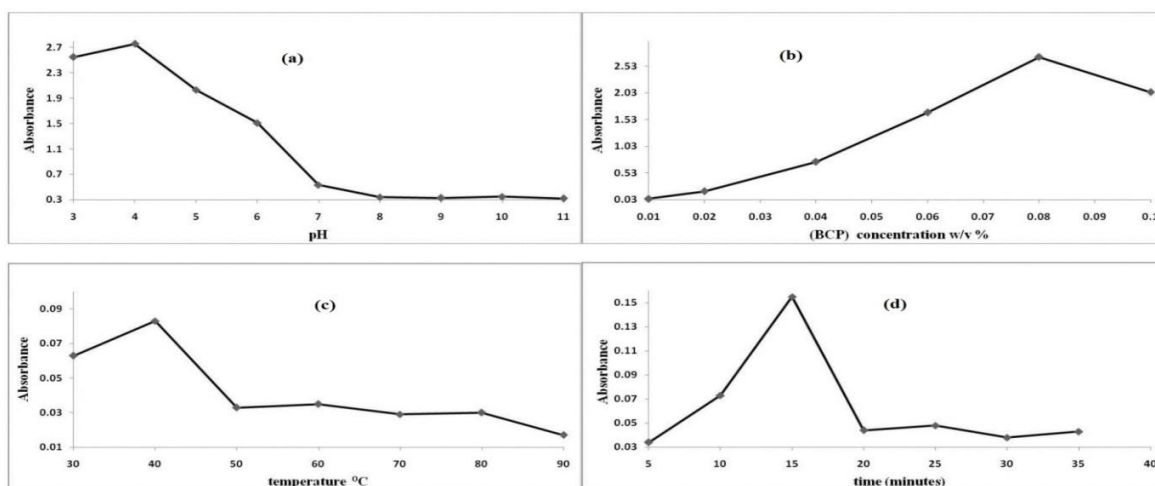 (a)
Absorbance
2.7
2.3
1.9
1.5
1.1
0.7
0.3
3 4 5 6 7 8 9 10 11
pH
(b)
Absorbance
2.53
2.03
1.53
1.03
0.53
0.03
0.01 0.02 0.03 0.04 0.05 0.06 0.07 0.08 0.09 0.1
(BCP) concentration w/v %
(c)
Absorbance
0.09
0.07
0.05
0.03
0.01
30 40 50 60 70 80 90
temperature ⁰C
(d)
Absorbance
0.15
0.13
0.11
0.09
0.07
0.05
0.03
5 10 15 20 25 30 35 40
time (minutes)